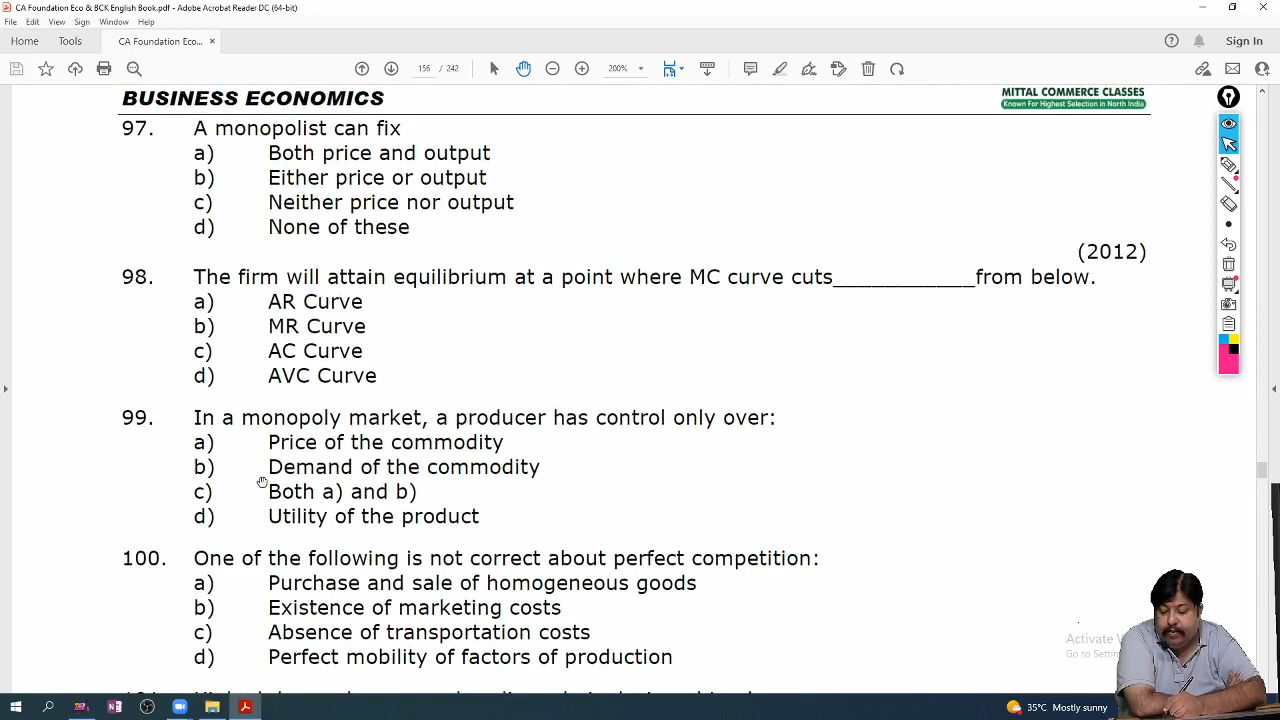 CA Foundation Eco & BCK English Book.pdf - Adobe Acrobat Reader DC (64-bit)
File Edit View Sign Window Help
Home Tools CA Foundation Eco... × Sign In
156 / 242 200%
BUSINESS ECONOMICS
MITTAL COMMERCE CLASSES
Known For Highest Selection in North India
97. A monopolist can fix
a) Both price and output
b) Either price or output
c) Neither price nor output
d) None of these
(2012)
98. The firm will attain equilibrium at a point where MC curve cuts___________from below.
a) AR Curve
b) MR Curve
c) AC Curve
d) AVC Curve
99. In a monopoly market, a producer has control only over:
a) Price of the commodity
b) Demand of the commodity
c) Both a) and b)
d) Utility of the product
100. One of the following is not correct about perfect competition:
a) Purchase and sale of homogeneous goods
b) Existence of marketing costs
c) Absence of transportation costs
d) Perfect mobility of factors of production
Activate
Go to
35°C Mostly sunny